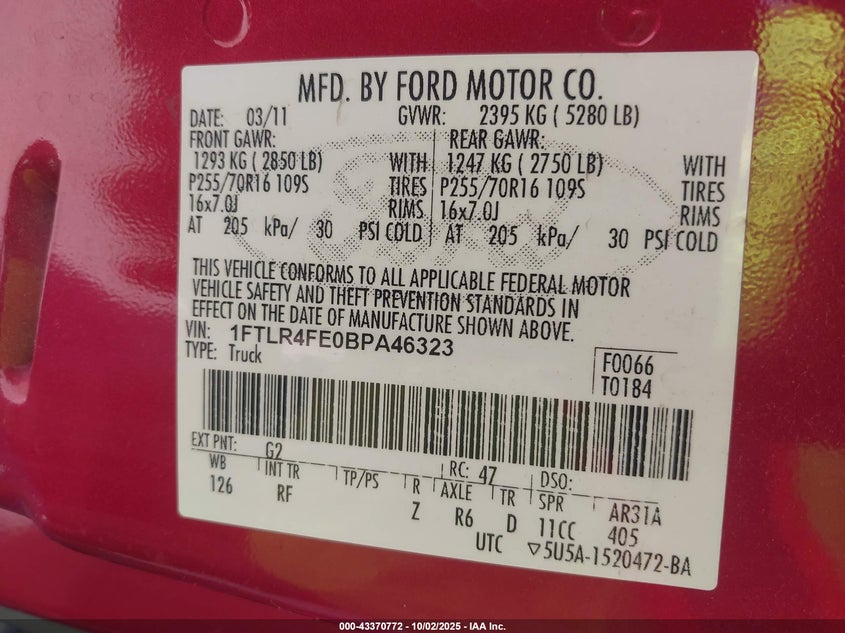 MFD. BY FORD MOTOR CO.
DATE: 03/11 GVWR: 2395 KG ( 5280 LB)
FRONT GAWR: REAR GAWR:
1293 KG ( 2850 LB) WITH 1247 KG ( 2750 LB) WITH
P255/70R16 109S TIRES P255/70R16 109S TIRES
16x7.0J RIMS 16x7.0J RIMS
AT 205 kPa/ 30 PSI COLD AT 205 kPa/ 30 PSI COLD
THIS VEHICLE CONFORMS TO ALL APPLICABLE FEDERAL MOTOR
VEHICLE SAFETY AND THEFT PREVENTION STANDARDS IN
EFFECT ON THE DATE OF MANUFACTURE SHOWN ABOVE.
VIN: 1FTLR4FE0BPA46323
TYPE: Truck F0066
T0184
EXT PNT: G2 RC: 47 DSO:
WB INT TR TP/PS R AXLE TR SPR AR31A
126 RF Z R6 D 11CC 405
UTC ▽5U5A-1520472-BA
000-43370772 - 10/02/2025 - IAA Inc.